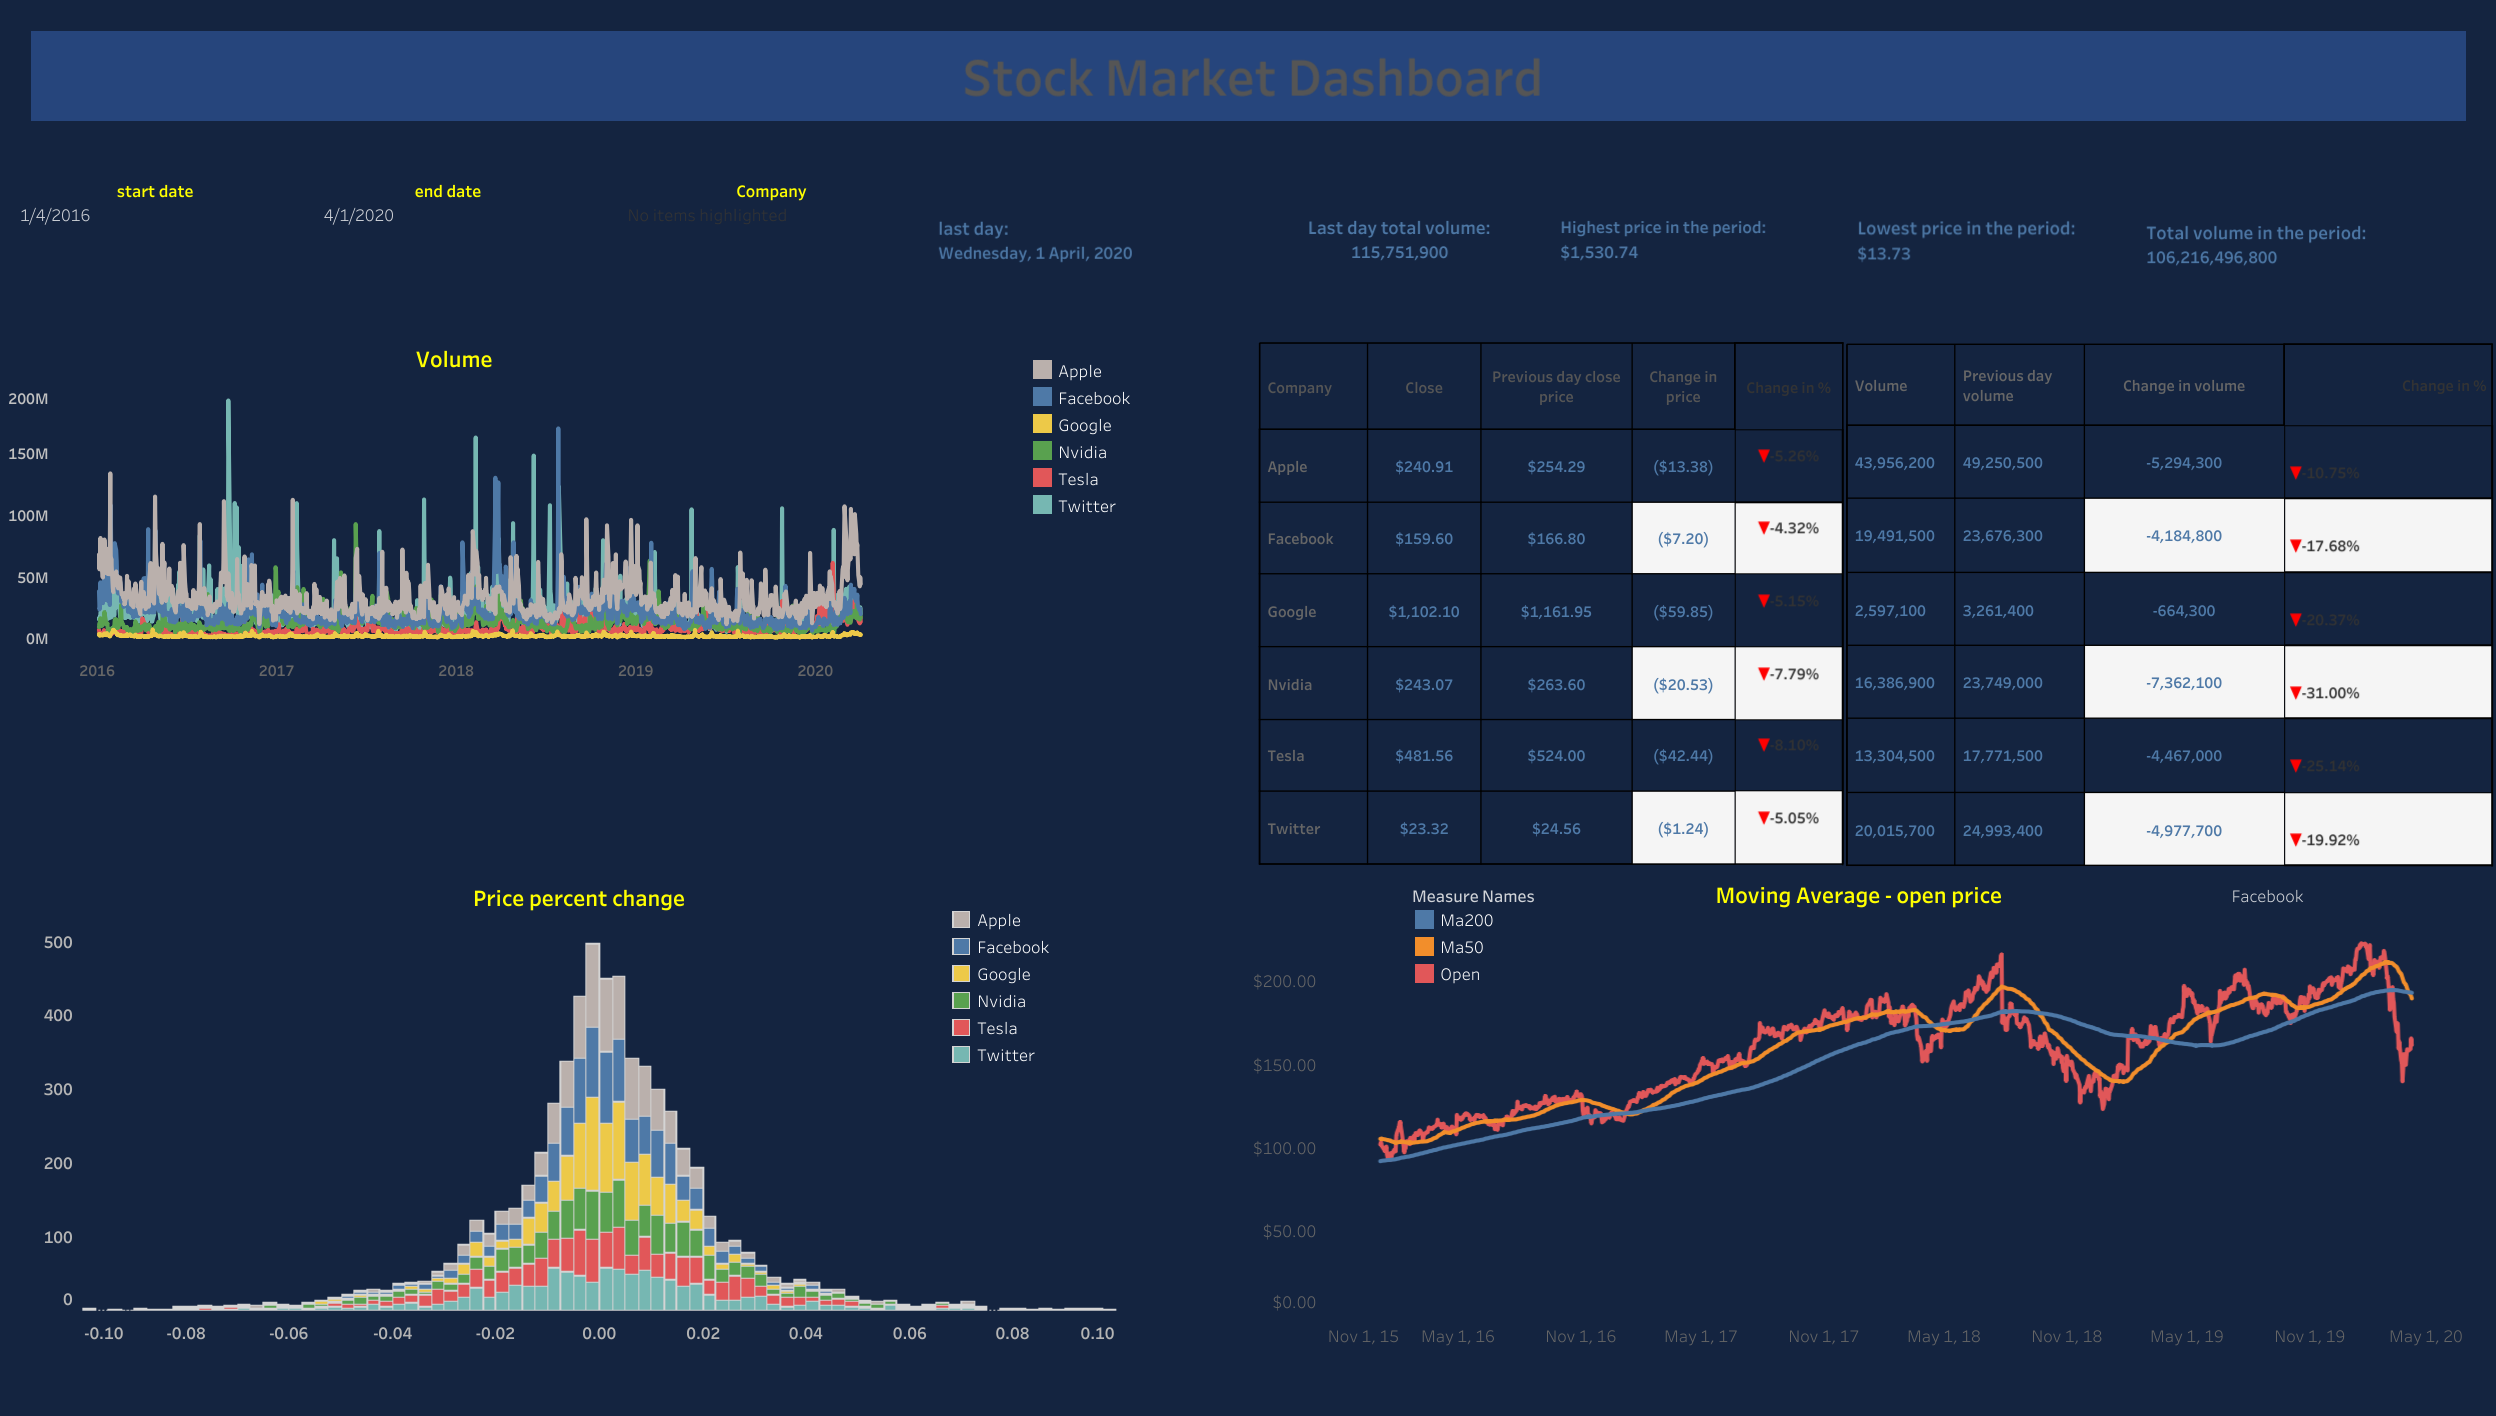 Stock Market Dashboard
start date
end date
Company
1/4/2016
4/1/2020
No items highlighted
last day:
Wednesday, 1 April, 2020
Last day total volume:
115,751,900
Highest price in the period:
$1,530.74
Lowest price in the period:
$13.73
Total volume in the period:
106,216,496,800
Volume
200M
150M
100M
50M
0M
2016 2017 2018 2019 2020
Apple
Facebook
Google
Nvidia
Tesla
Twitter
Company Close Previous day close price Change in price Change in % Volume Previous day volume Change in volume Change in %
Apple $240.91 $254.29 ($13.38) ▼-5.26% 43,956,200 49,250,500 -5,294,300 ▼-10.75%
Facebook $159.60 $166.80 ($7.20) ▼-4.32% 19,491,500 23,676,300 -4,184,800 ▼-17.68%
Google $1,102.10 $1,161.95 ($59.85) ▼-5.15% 2,597,100 3,261,400 -664,300 ▼-20.37%
Nvidia $243.07 $263.60 ($20.53) ▼-7.79% 16,386,900 23,749,000 -7,362,100 ▼-31.00%
Tesla $481.56 $524.00 ($42.44) ▼-8.10% 13,304,500 17,771,500 -4,467,000 ▼-25.14%
Twitter $23.32 $24.56 ($1.24) ▼-5.05% 20,015,700 24,993,400 -4,977,700 ▼-19.92%
Price percent change
500
400
300
200
100
0
-0.10 -0.08 -0.06 -0.04 -0.02 0.00 0.02 0.04 0.06 0.08 0.10
Apple
Facebook
Google
Nvidia
Tesla
Twitter
Measure Names
Ma200
Ma50
Open
Moving Average - open price
Facebook
$200.00
$150.00
$100.00
$50.00
$0.00
Nov 1, 15 May 1, 16 Nov 1, 16 May 1, 17 Nov 1, 17 May 1, 18 Nov 1, 18 May 1, 19 Nov 1, 19 May 1, 20